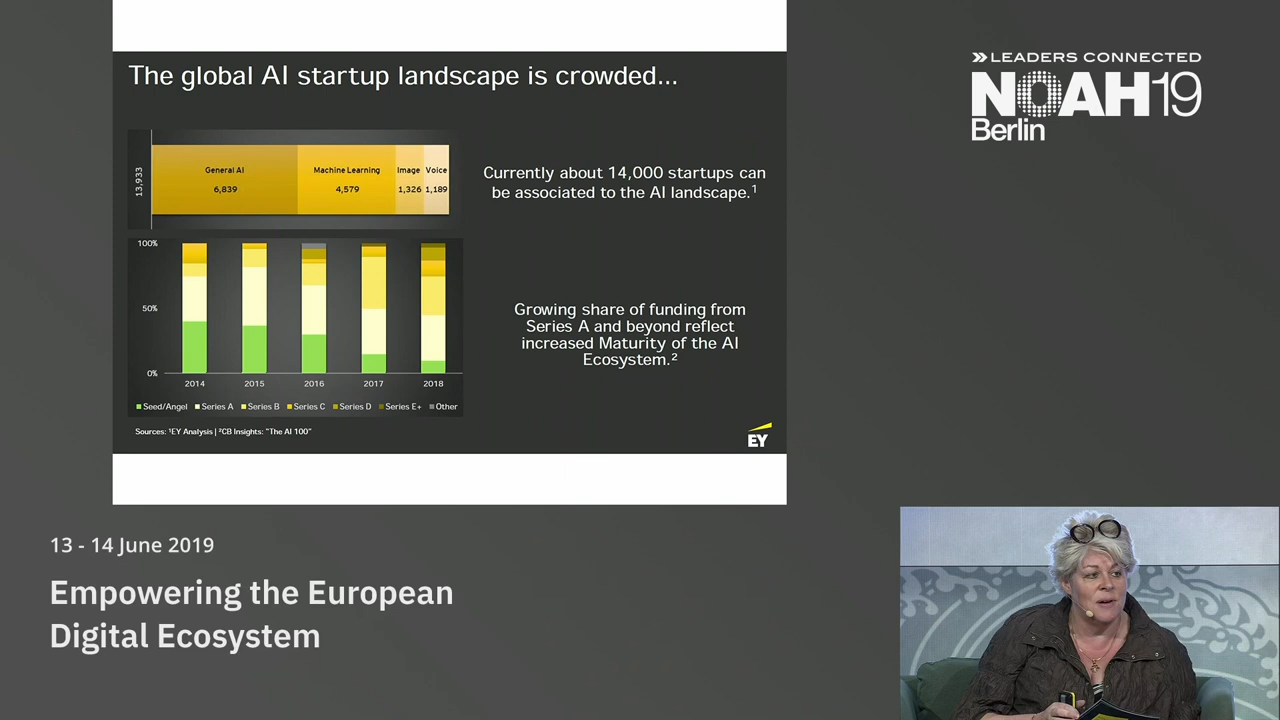 The global AI startup landscape is crowded...
13,933
General AI
Machine Learning
Image
Voice
6,839
4,579
1,326
1,189
Currently about 14,000 startups can
be associated to the AI landscape.¹
100%
50%
0%
2014
2015
2016
2017
2018
Seed/Angel
Series A
Series B
Series C
Series D
Series E+
Other
Growing share of funding from
Series A and beyond reflect
increased Maturity of the AI
Ecosystem.²
Sources: ¹EY Analysis | ²CB Insights: "The AI 100"
EY
LEADERS CONNECTED
NOAH19
Berlin
13 - 14 June 2019
Empowering the European
Digital Ecosystem